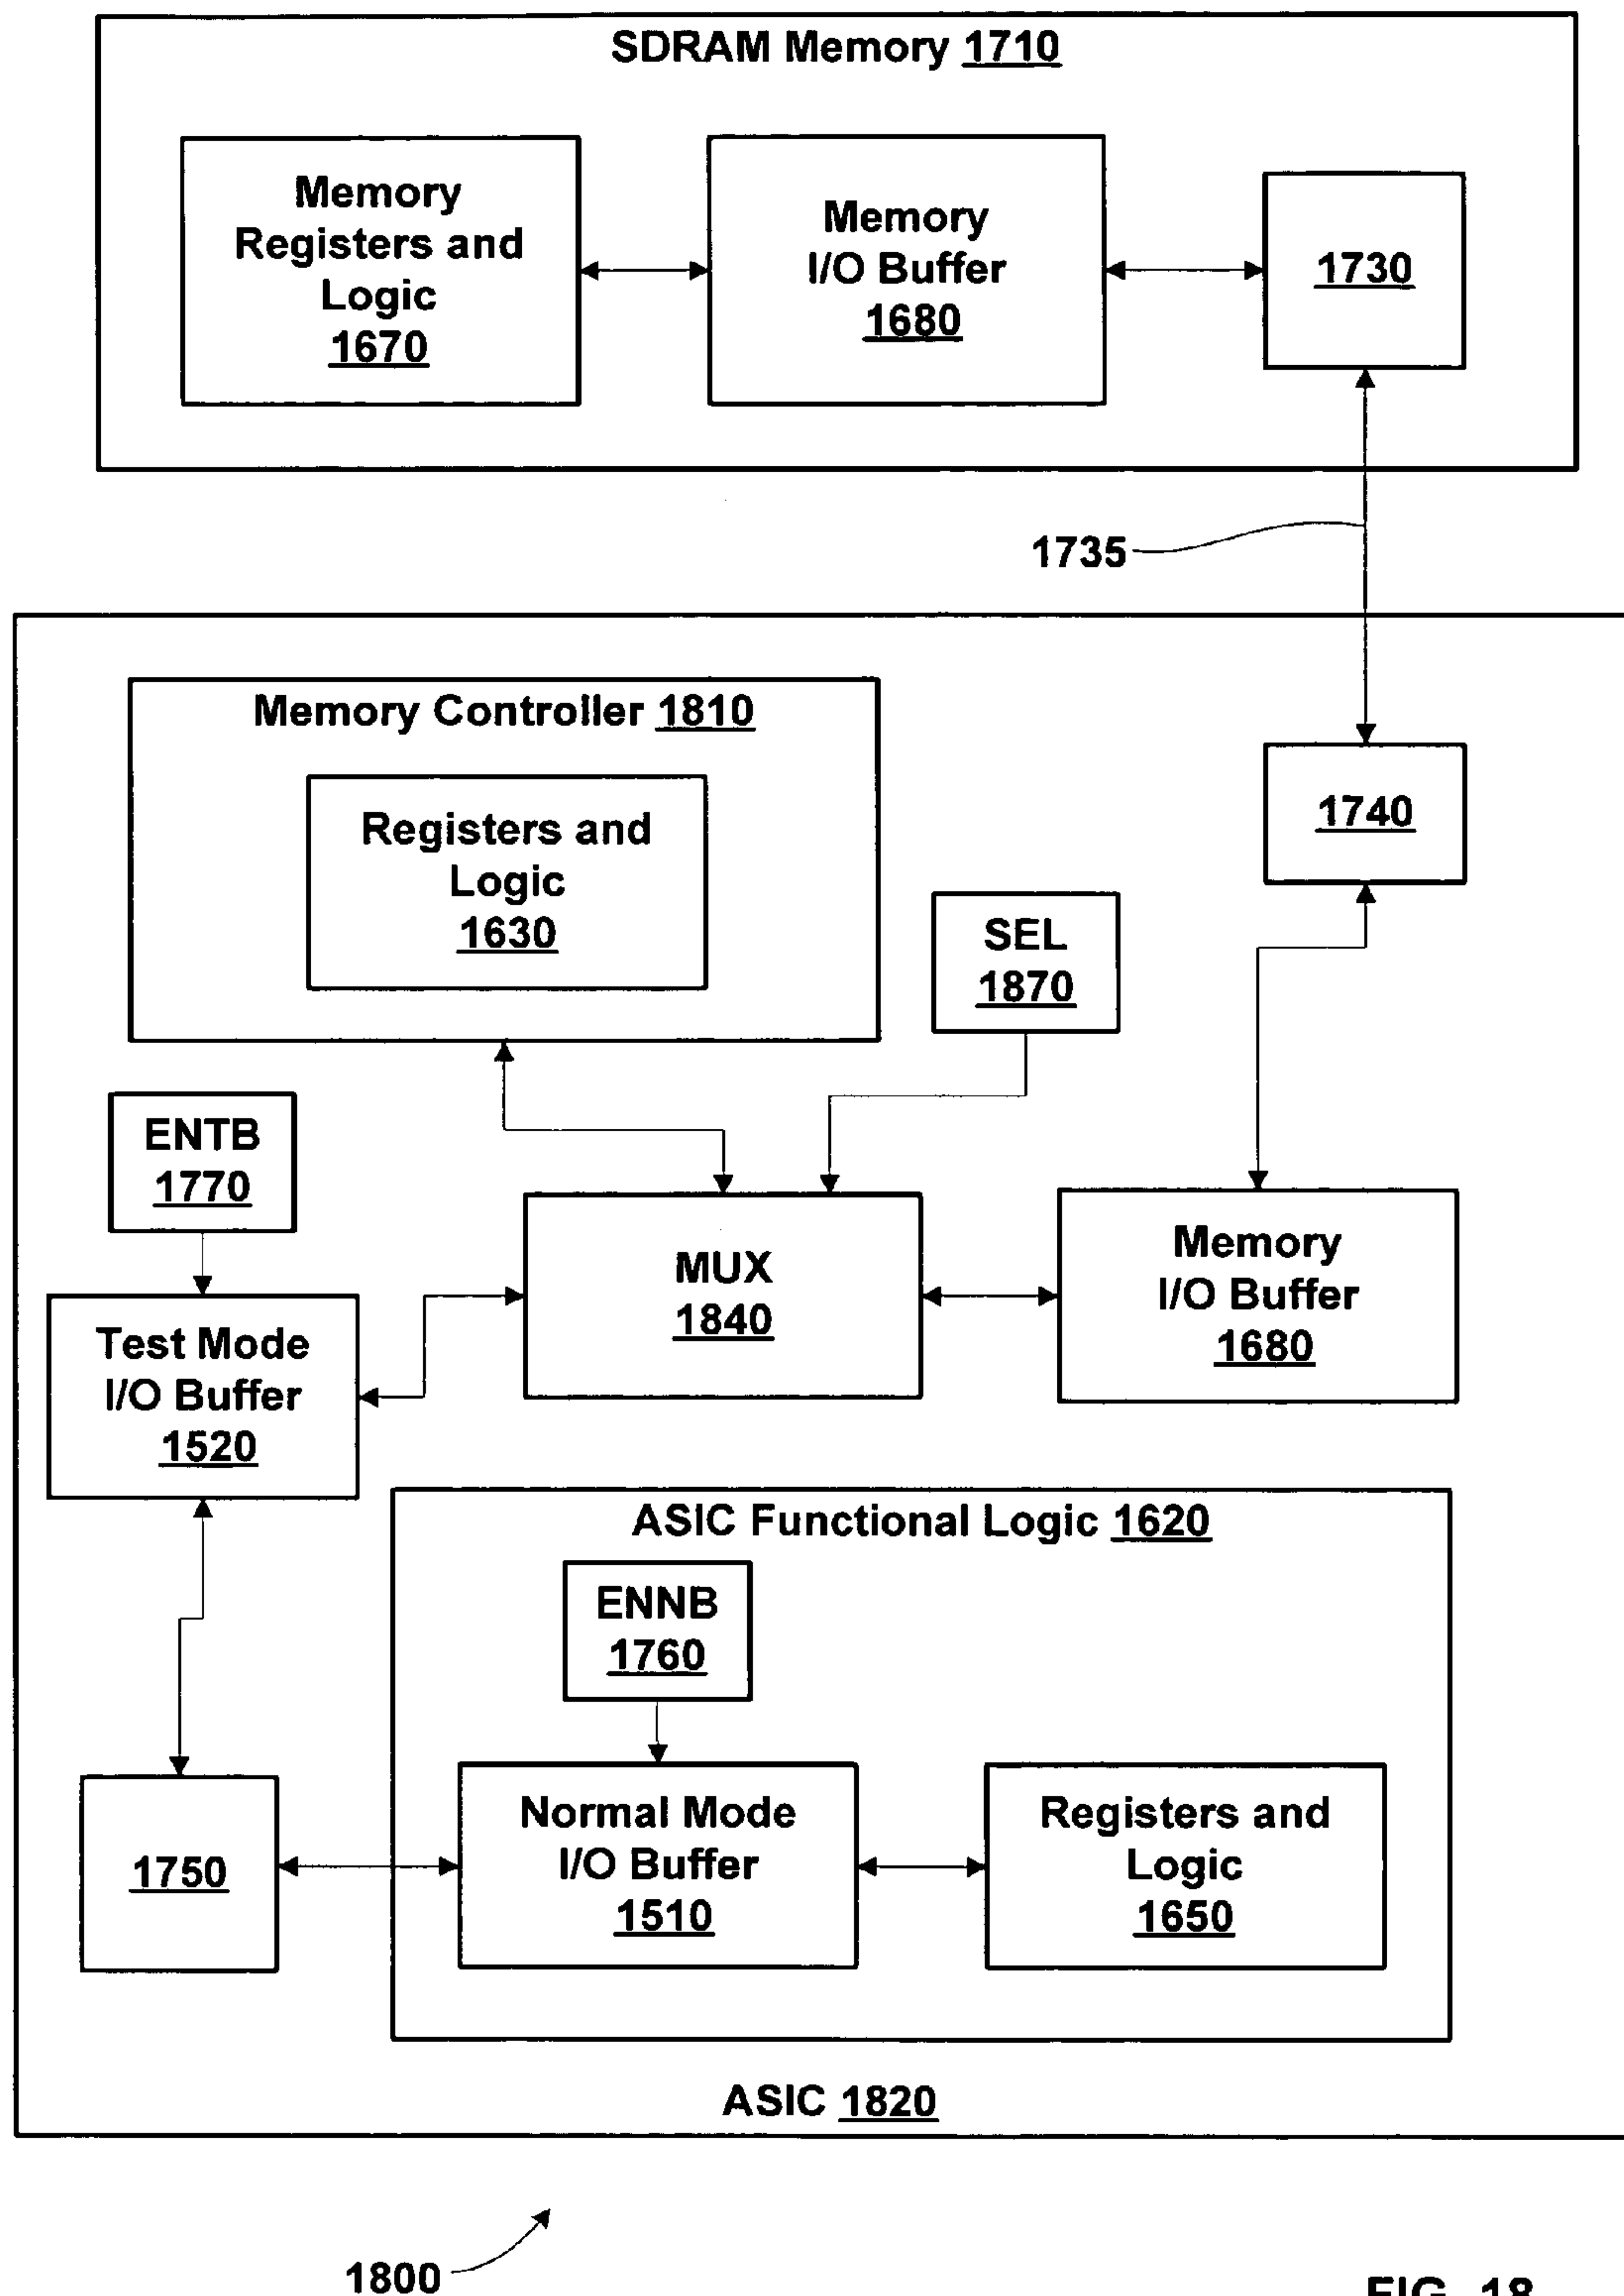 SDRAM Memory 1710
Memory
Registers and
Logic
1670
Memory
I/O Buffer
1680
1730
1735
Memory Controller 1810
Registers and
Logic
1630
1740
SEL
1870
ENTB
1770
MUX
1840
Memory
I/O Buffer
1680
Test Mode
I/O Buffer
1520
ASIC Functional Logic 1620
ENNB
1760
1750
Normal Mode
I/O Buffer
1510
Registers and
Logic
1650
ASIC 1820
1800
FIG. 18